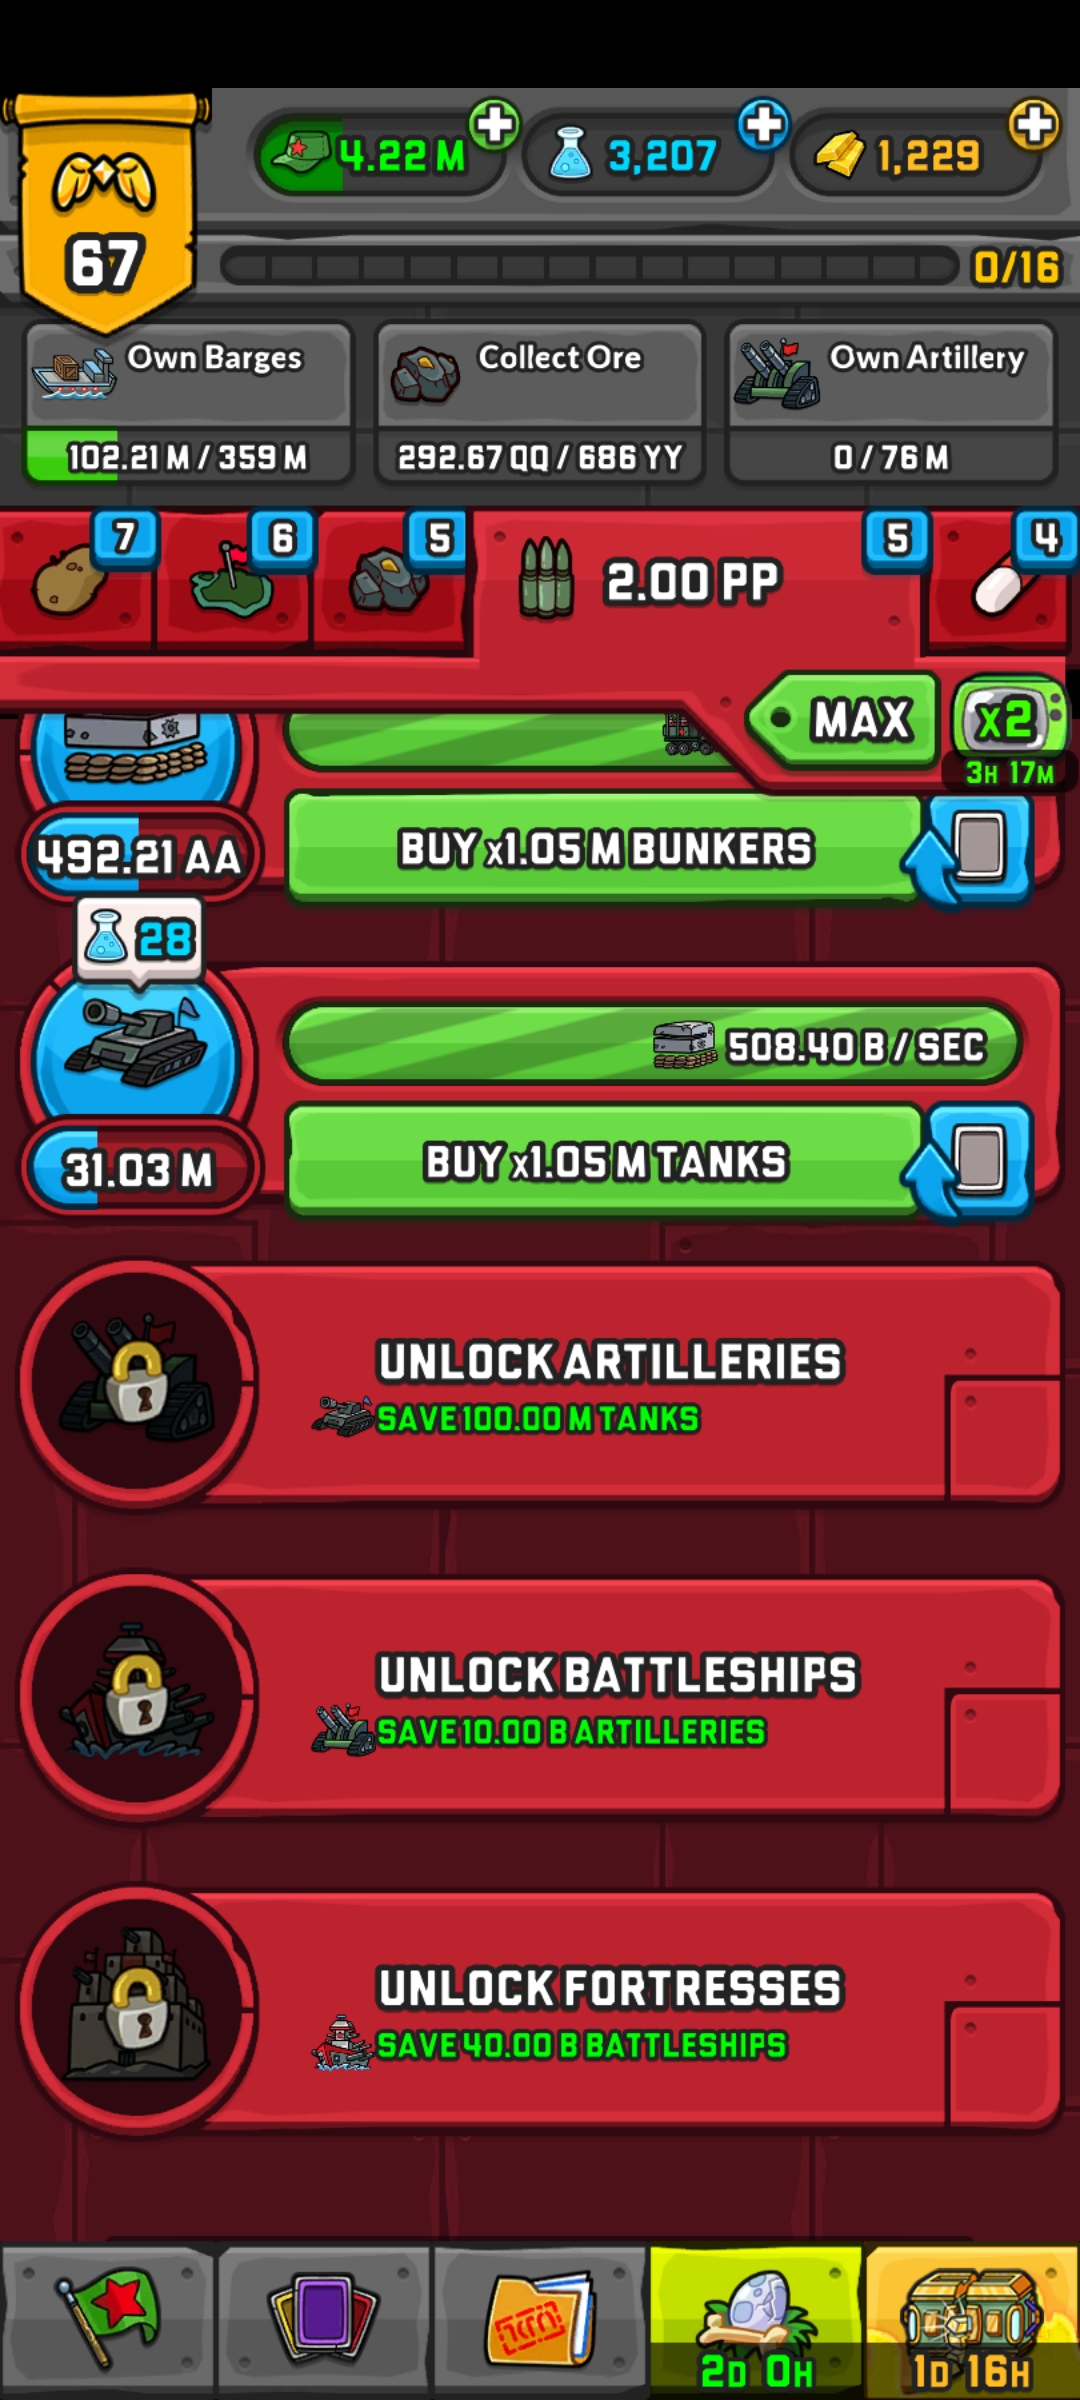 4.22 M
3,207
1,229
67
0/16
Own Barges
102.21 M / 359 M
Collect Ore
292.67 QQ / 686 YY
Own Artillery
0 / 76 M
7
6
5
2.00 PP
5
4
MAX
x2
3H 17M
492.21 AA
BUY x1.05 M BUNKERS
28
508.40 B / SEC
31.03 M
BUY x1.05 M TANKS
UNLOCK ARTILLERIES
SAVE 100.00 M TANKS
UNLOCK BATTLESHIPS
SAVE 10.00 B ARTILLERIES
UNLOCK FORTRESSES
SAVE 40.00 B BATTLESHIPS
2D 0H
1D 16H